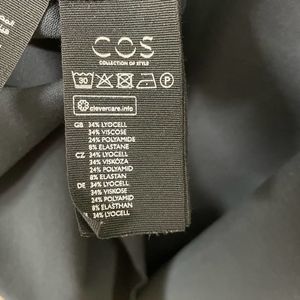 COS
COLLECTION OF STYLE
30 P
clevercare.info
GB 34% LYOCELL
34% VISCOSE
24% POLYAMIDE
8% ELASTANE
CZ 34% LYOCELL
34% VISKÓZA
24% POLYAMID
8% ELASTAN
DE 34% LYOCELL
34% VISKOSE
24% POLYAMID
8% ELASTHAN
34% LYOCELL